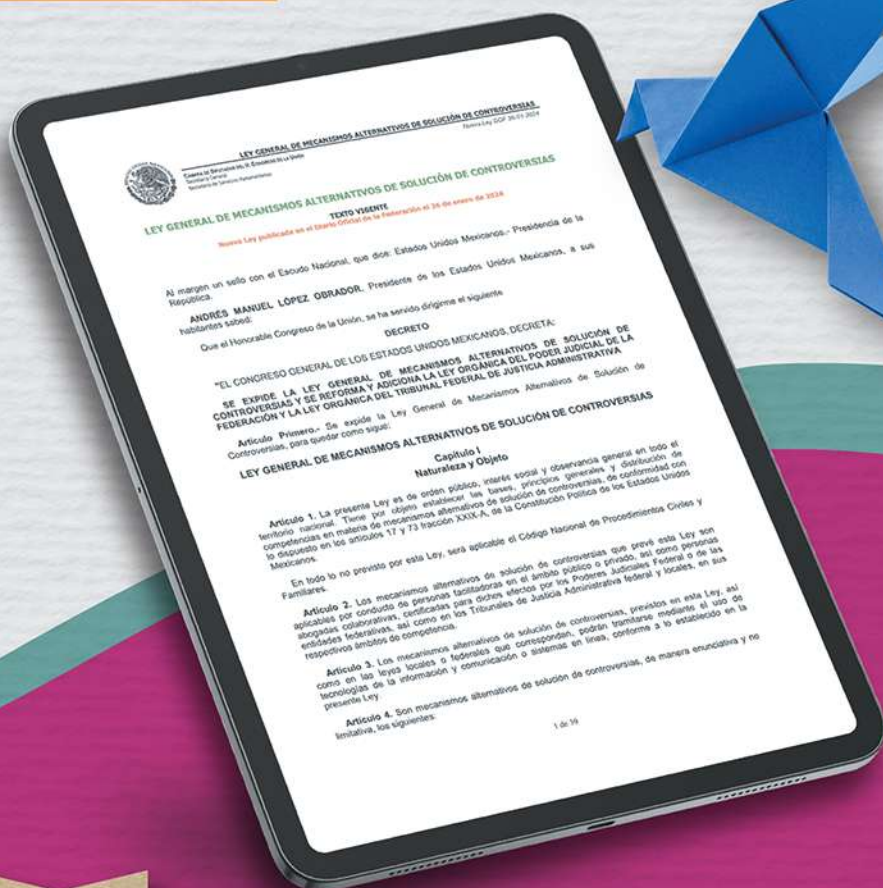 LEY GENERAL DE MECANISMOS ALTERNATIVOS DE SOLUCIÓN DE CONTROVERSIAS
CÁMARA DE DIPUTADOS DEL H. CONGRESO DE LA UNIÓN
Nueva Ley DOF 26-01-2024
Secretaría General
Secretaría de Servicios Parlamentarios
LEY GENERAL DE MECANISMOS ALTERNATIVOS DE SOLUCIÓN DE CONTROVERSIAS
TEXTO VIGENTE
Nueva Ley publicada en el Diario Oficial de la Federación el 26 de enero de 2024
Al margen un sello con el Escudo Nacional, que dice: Estados Unidos Mexicanos.- Presidencia de la
República.
ANDRÉS MANUEL LÓPEZ OBRADOR, Presidente de los Estados Unidos Mexicanos, a sus
habitantes sabed:
Que el Honorable Congreso de la Unión, se ha servido dirigirme el siguiente
DECRETO
"EL CONGRESO GENERAL DE LOS ESTADOS UNIDOS MEXICANOS, DECRETA:
SE EXPIDE LA LEY GENERAL DE MECANISMOS ALTERNATIVOS DE SOLUCIÓN DE
CONTROVERSIAS Y SE REFORMA Y ADICIONA LA LEY ORGÁNICA DEL PODER JUDICIAL DE LA
FEDERACIÓN Y LA LEY ORGÁNICA DEL TRIBUNAL FEDERAL DE JUSTICIA ADMINISTRATIVA
Artículo Primero.- Se expide la Ley General de Mecanismos Alternativos de Solución de
Controversias, para quedar como sigue:
LEY GENERAL DE MECANISMOS ALTERNATIVOS DE SOLUCIÓN DE CONTROVERSIAS
Capítulo I
Naturaleza y Objeto
Artículo 1. La presente Ley es de orden público, interés social y observancia general en todo el
territorio nacional. Tiene por objeto establecer las bases, principios generales y distribución de
competencias en materia de mecanismos alternativos de solución de controversias, de conformidad con
lo dispuesto en los artículos 17 y 73 fracción XXIX-A, de la Constitución Política de los Estados Unidos
Mexicanos.
En todo lo no previsto por esta Ley, será aplicable el Código Nacional de Procedimientos Civiles y
Familiares.
Artículo 2. Los mecanismos alternativos de solución de controversias que prevé esta Ley son
aplicables por conducto de personas facilitadoras en el ámbito público o privado, así como personas
abogadas colaborativas, certificadas para dichos efectos por los Poderes Judiciales Federal o de las
entidades federativas, así como en los Tribunales de Justicia Administrativa federal y locales, en sus
respectivos ámbitos de competencia.
Artículo 3. Los mecanismos alternativos de solución de controversias, previstos en esta Ley, así
como en las leyes locales o federales que correspondan, podrán tramitarse mediante el uso de
tecnologías de la información y comunicación o sistemas en línea, conforme a lo establecido en la
presente Ley.
Artículo 4. Son mecanismos alternativos de solución de controversias, de manera enunciativa y no
limitativa, los siguientes:
1 de 39